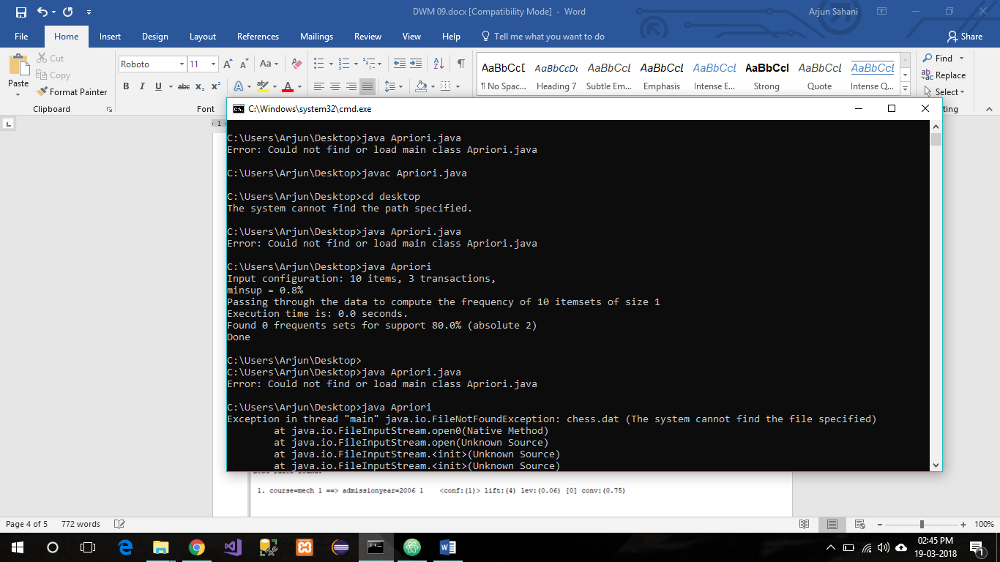 DWM 09.docx [Compatibility Mode] - Word
Arjun Sahani
File Home Insert Design Layout References Mailings Review View Help Tell me what you want to do Share
Paste
Cut
Copy
Format Painter
Clipboard
Roboto 11
Font
AaBbCcD AaBbCcDc AaBbCcI AaBbCcL AaBbCcI AaBbCcI AaBbCcI AaBbCcI
¶ No Spac... Heading 7 Subtle Em... Emphasis Intense E... Strong Quote Intense Q...
Find
Replace
Select
C:\Windows\system32\cmd.exe
C:\Users\Arjun\Desktop>java Apriori.java
Error: Could not find or load main class Apriori.java
C:\Users\Arjun\Desktop>javac Apriori.java
C:\Users\Arjun\Desktop>cd desktop
The system cannot find the path specified.
C:\Users\Arjun\Desktop>java Apriori.java
Error: Could not find or load main class Apriori.java
C:\Users\Arjun\Desktop>java Apriori
Input configuration: 10 items, 3 transactions,
minsup = 0.8%
Passing through the data to compute the frequency of 10 itemsets of size 1
Execution time is: 0.0 seconds.
Found 0 frequents sets for support 80.0% (absolute 2)
Done
C:\Users\Arjun\Desktop>
C:\Users\Arjun\Desktop>java Apriori.java
Error: Could not find or load main class Apriori.java
C:\Users\Arjun\Desktop>java Apriori
Exception in thread "main" java.io.FileNotFoundException: chess.dat (The system cannot find the file specified)
at java.io.FileInputStream.open0(Native Method)
at java.io.FileInputStream.open(Unknown Source)
at java.io.FileInputStream.<init>(Unknown Source)
at java.io.FileInputStream.<init>(Unknown Source)
1. course=mech 1 ==> admissionyear=2006 1 <conf:(1)> lift:(4) lev:(0.06) [0] conv:(0.75)
Page 4 of 5 772 words 100%
02:45 PM
19-03-2018